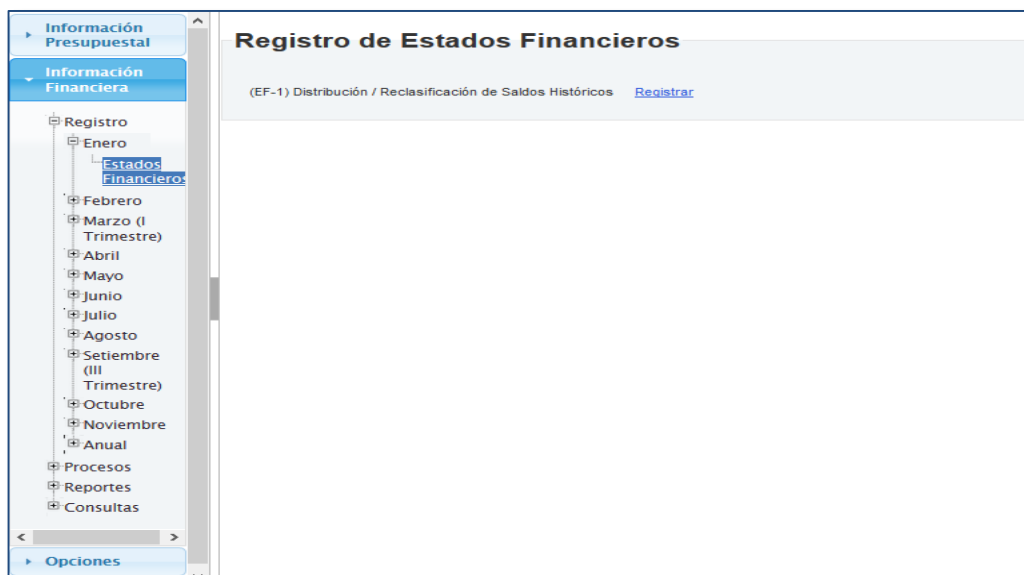 Información
Presupuestal
Información
Financiera
Registro
Enero
Estados
Financieros
Febrero
Marzo (I
Trimestre)
Abril
Mayo
Junio
Julio
Agosto
Setiembre
(III
Trimestre)
Octubre
Noviembre
Anual
Procesos
Reportes
Consultas
Opciones
Registro de Estados Financieros
(EF-1) Distribución / Reclasificación de Saldos Históricos Registrar